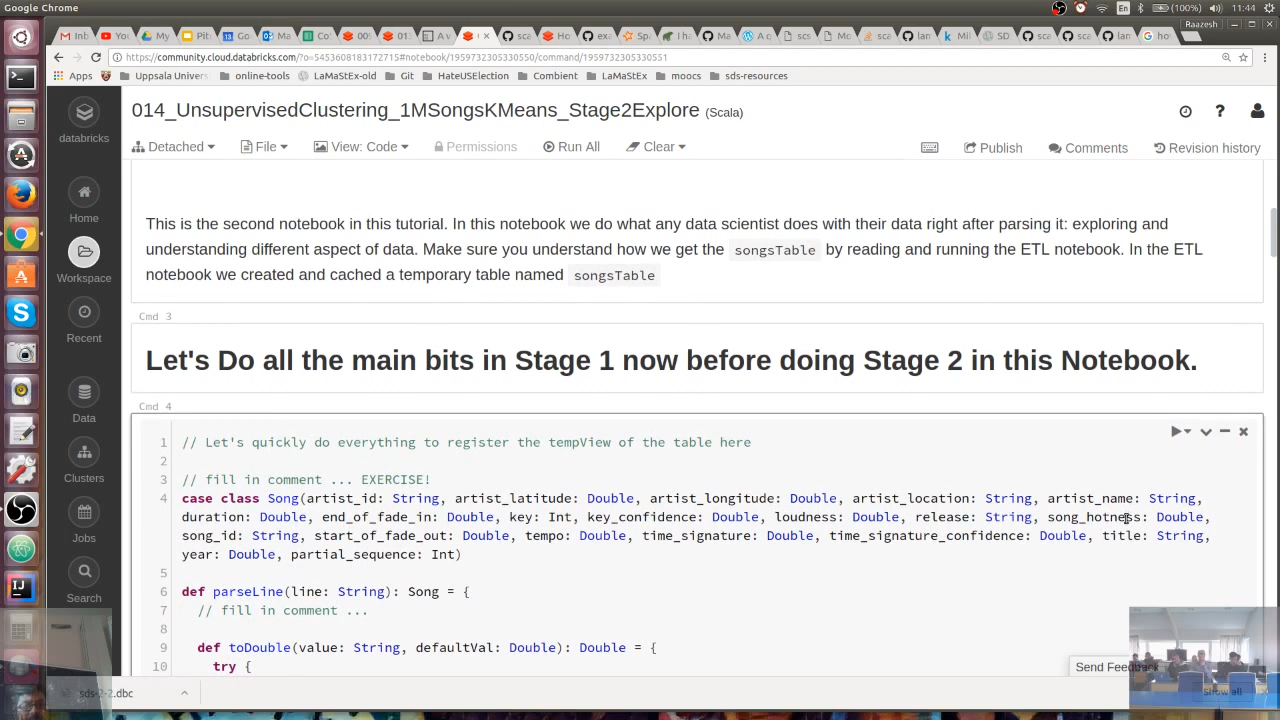 Google Chrome
En (100%) 11:44
Raazesh
https://community.cloud.databricks.com/?o=5453608183172715#notebook/1959732305330550/command/1959732305330551
Apps Uppsala Univers online-tools LaMaStEx-old Git HateUSElection Combient LaMaStEx moocs sds-resources
databricks
Home
Workspace
Recent
Data
Clusters
Jobs
Search
014_UnsupervisedClustering_1MSongsKMeans_Stage2Explore (Scala)
Detached File View: Code Permissions Run All Clear Publish Comments Revision history
This is the second notebook in this tutorial. In this notebook we do what any data scientist does with their data right after parsing it: exploring and
understanding different aspect of data. Make sure you understand how we get the songsTable by reading and running the ETL notebook. In the ETL
notebook we created and cached a temporary table named songsTable
Cmd 3
Let's Do all the main bits in Stage 1 now before doing Stage 2 in this Notebook.
Cmd 4
1 // Let's quickly do everything to register the tempView of the table here
2
3 // fill in comment ... EXERCISE!
4 case class Song(artist_id: String, artist_latitude: Double, artist_longitude: Double, artist_location: String, artist_name: String,
duration: Double, end_of_fade_in: Double, key: Int, key_confidence: Double, loudness: Double, release: String, song_hotness: Double,
song_id: String, start_of_fade_out: Double, tempo: Double, time_signature: Double, time_signature_confidence: Double, title: String,
year: Double, partial_sequence: Int)
5
6 def parseLine(line: String): Song = {
7 // fill in comment ...
8
9 def toDouble(value: String, defaultVal: Double): Double = {
10 try {
Send Feedback
sds-2-2.dbc
Show all